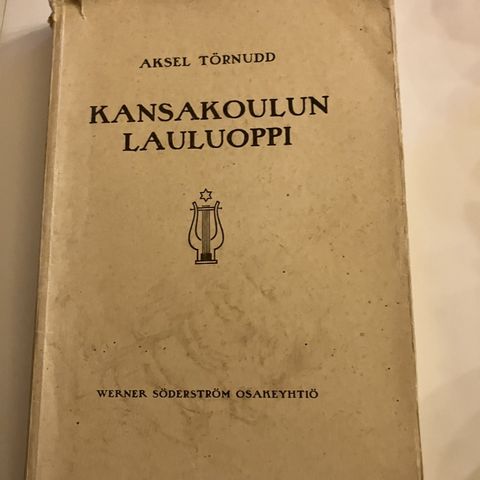 AKSEL TÖRNUDD
KANSAKOULUN
LAULUOPPI
WERNER SÖDERSTRÖM OSAKEYHTIÖ